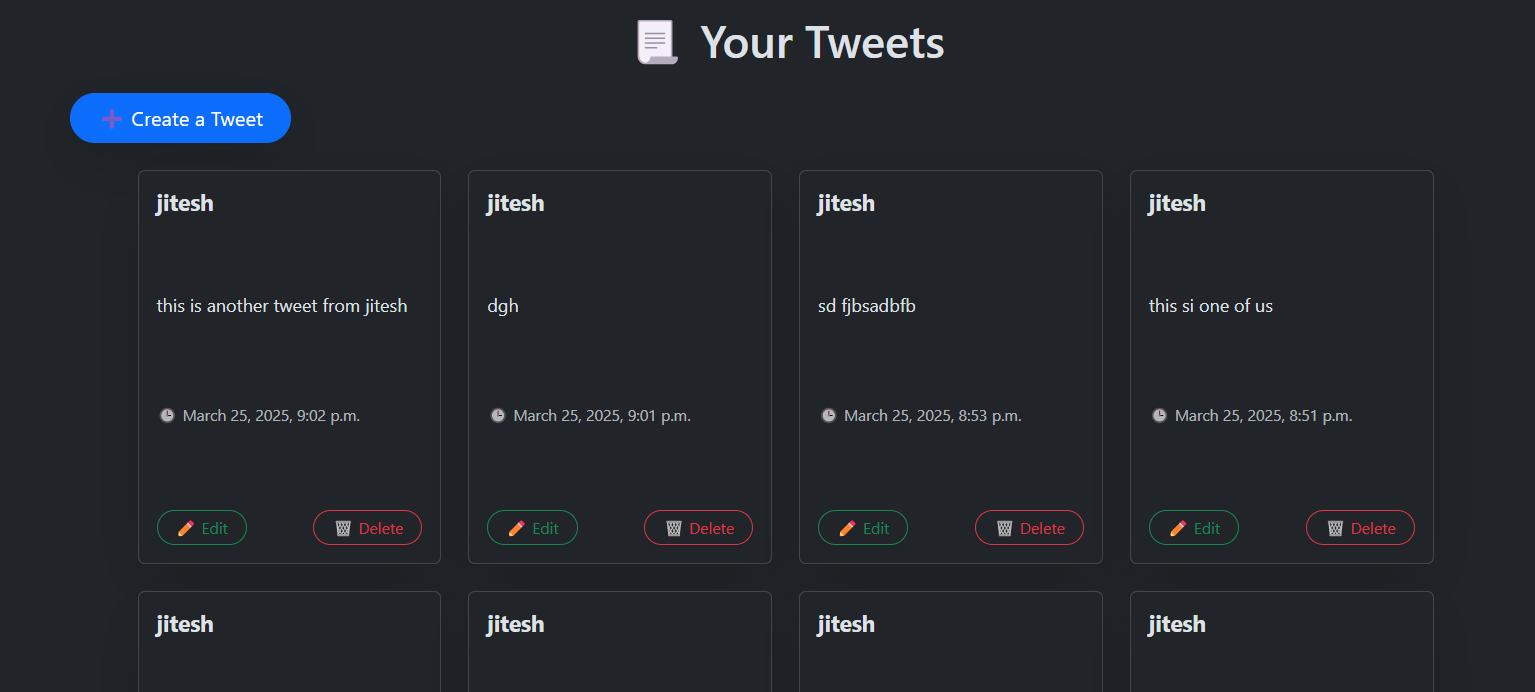 Your Tweets
Create a Tweet
jitesh
this is another tweet from jitesh
March 25, 2025, 9:02 p.m.
Edit
Delete
jitesh
dgh
March 25, 2025, 9:01 p.m.
Edit
Delete
jitesh
sd fjbsadbfb
March 25, 2025, 8:53 p.m.
Edit
Delete
jitesh
this si one of us
March 25, 2025, 8:51 p.m.
Edit
Delete
jitesh
jitesh
jitesh
jitesh